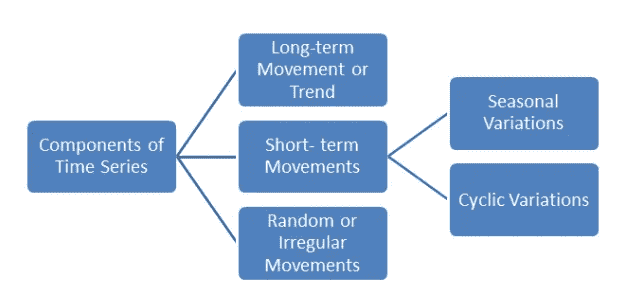 Components of
Time Series
Long-term
Movement or
Trend
Short- term
Movements
Random or
Irregular
Movements
Seasonal
Variations
Cyclic Variations